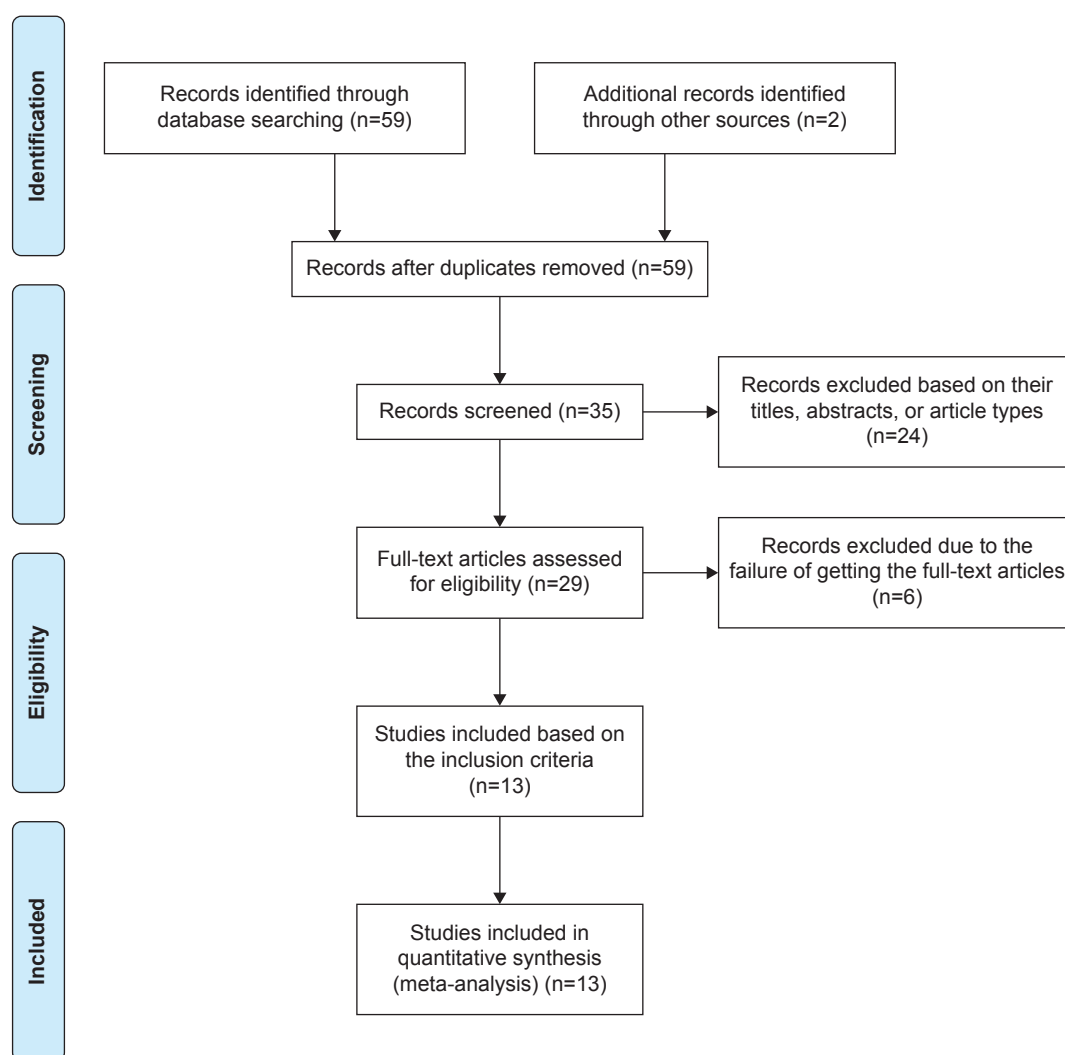 Identification
Records identified through
database searching (n=59)
Additional records identified
through other sources (n=2)
Records after duplicates removed (n=59)
Screening
Records screened (n=35)
Records excluded based on their
titles, abstracts, or article types
(n=24)
Eligibility
Full-text articles assessed
for eligibility (n=29)
Records excluded due to the
failure of getting the full-text articles
(n=6)
Studies included based on
the inclusion criteria
(n=13)
Included
Studies included in
quantitative synthesis
(meta-analysis) (n=13)